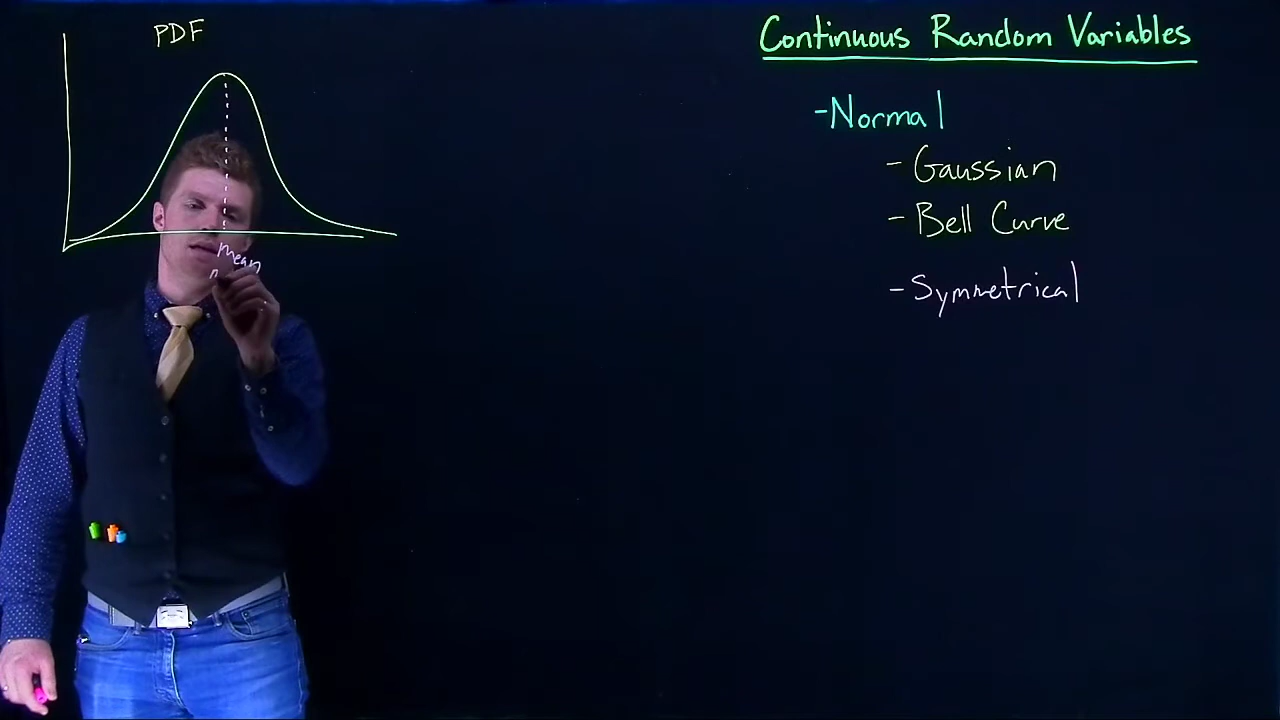 PDF
mean
Continuous Random Variables
-Normal
-Gaussian
-Bell Curve
-Symmetrical